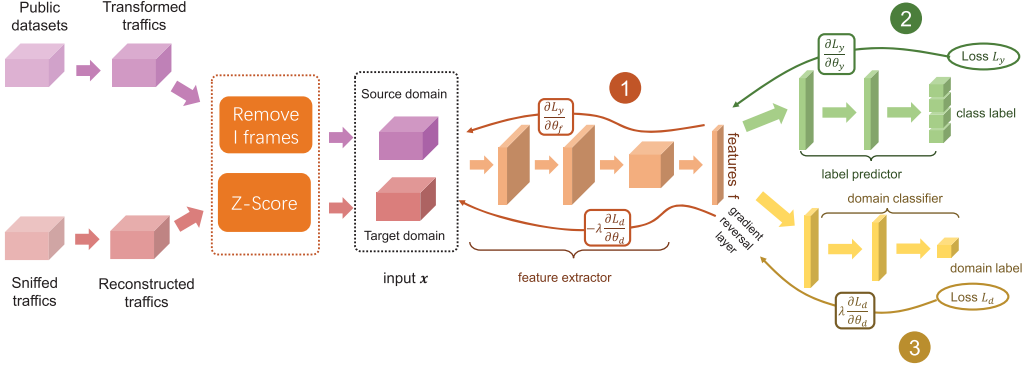 Public
datasets
Transformed
traffics
Sniffed
traffics
Reconstructed
traffics
Remove
I frames
Z-Score
Source domain
Target domain
input x
1
∂L_y
∂θ_f
−λ ∂L_d
∂θ_d
feature extractor
features f
gradient
reversal
layer
2
∂L_y
∂θ_y
Loss L_y
class label
label predictor
domain classifier
domain label
λ ∂L_d
∂θ_d
Loss L_d
3